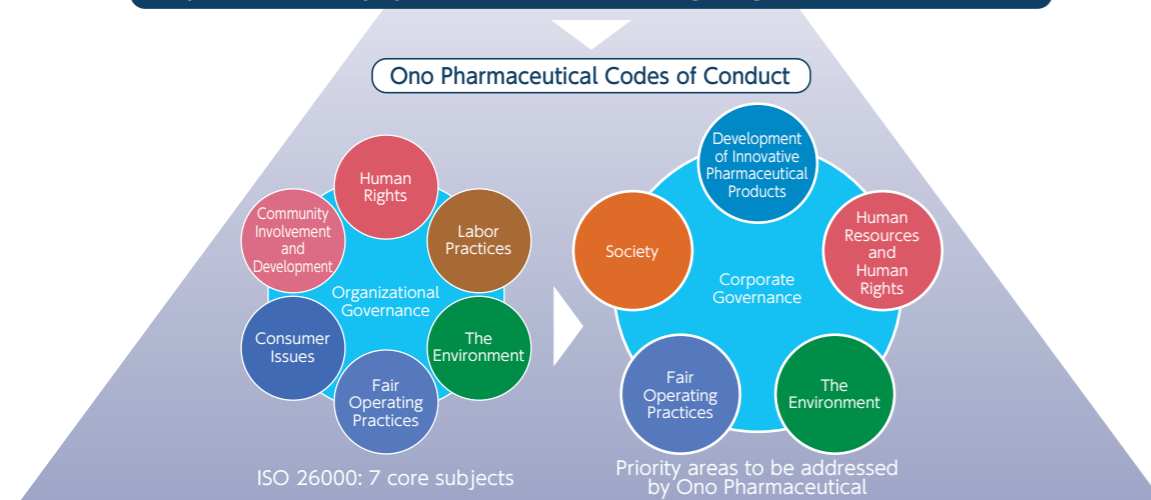 Ono Pharmaceutical Codes of Conduct
Human
Rights
Community
Involvement
and
Development
Labor
Practices
Organizational
Governance
Consumer
Issues
The
Environment
Fair
Operating
Practices
ISO 26000: 7 core subjects
Development
of Innovative
Pharmaceutical
Products
Society
Human
Resources
and
Human
Rights
Corporate
Governance
Fair
Operating
Practices
The
Environment
Priority areas to be addressed
by Ono Pharmaceutical